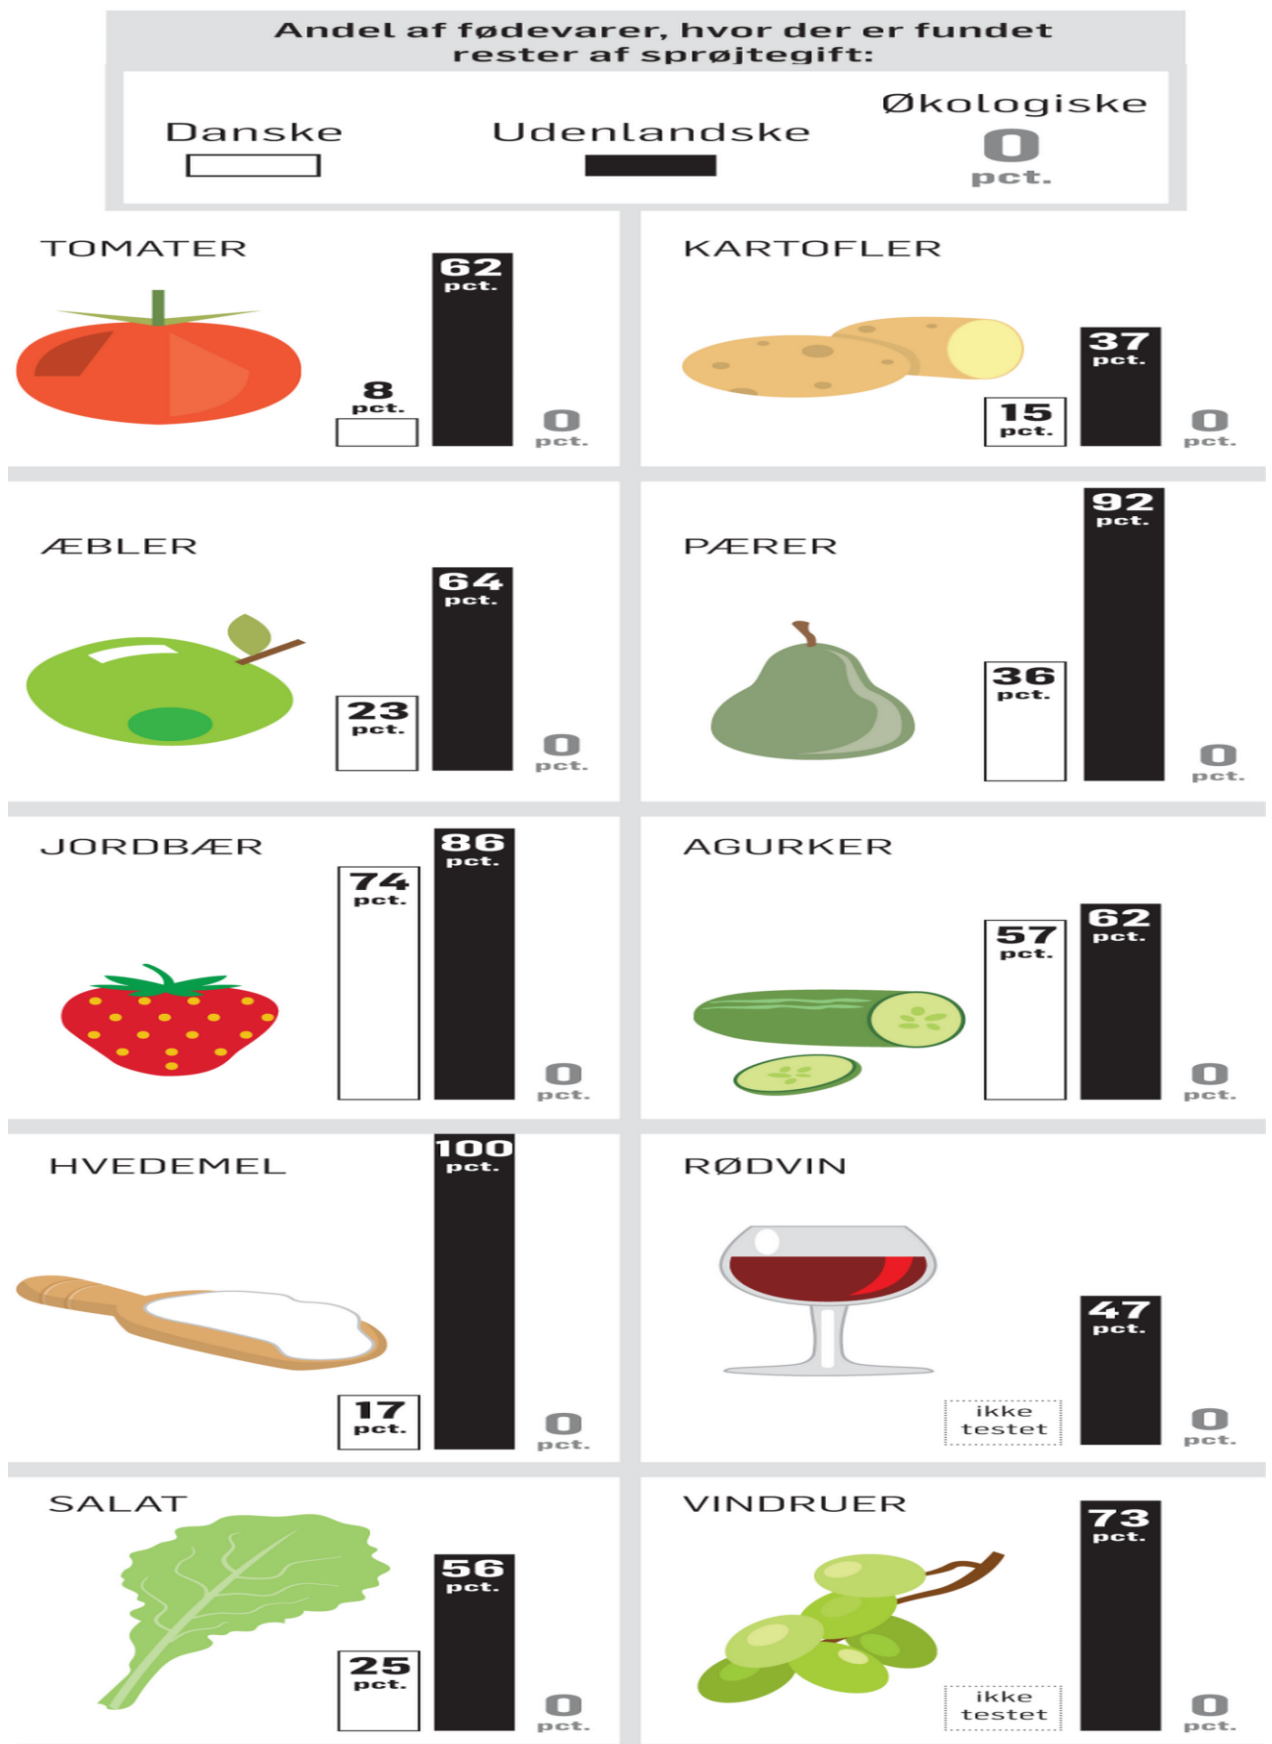 Andel af fødevarer, hvor der er fundet
rester af sprøjtegift:
Danske
Udenlandske
Økologiske
0
pct.
TOMATER
8
pct.
62
pct.
0
pct.
KARTOFLER
15
pct.
37
pct.
0
pct.
ÆBLER
23
pct.
64
pct.
0
pct.
PÆRER
36
pct.
92
pct.
0
pct.
JORDBÆR
74
pct.
86
pct.
0
pct.
AGURKER
57
pct.
62
pct.
0
pct.
HVEDEMEL
17
pct.
100
pct.
0
pct.
RØDVIN
ikke
testet
47
pct.
0
pct.
SALAT
25
pct.
56
pct.
0
pct.
VINDRUER
ikke
testet
73
pct.
0
pct.